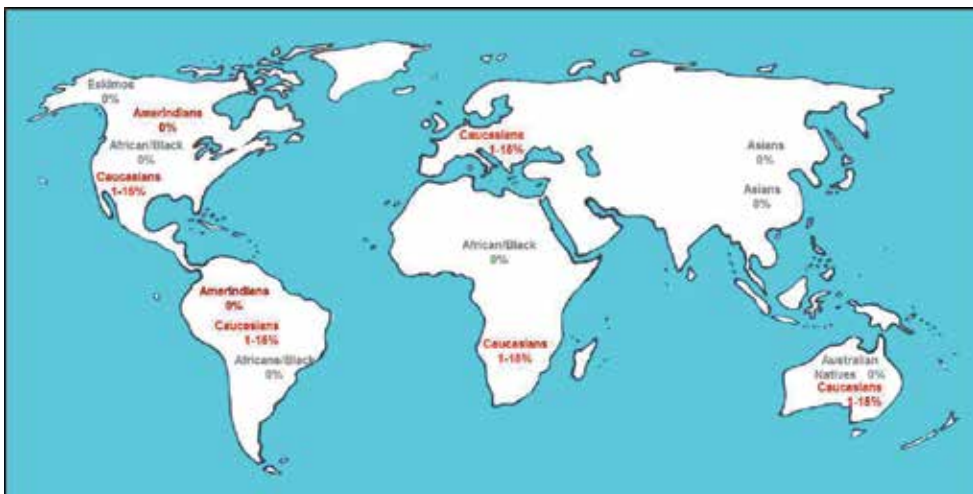 Eskimos
0%
Amerindians
0%
African/Black
0%
Caucasians
1-15%
Amerindians
0%
Caucasians
1-15%
Africans/Black
0%
Caucasians
1-15%
African/Black
0%
Caucasians
1-15%
Asians
0%
Asians
0%
Australian
Natives 0%
Caucasians
1-15%